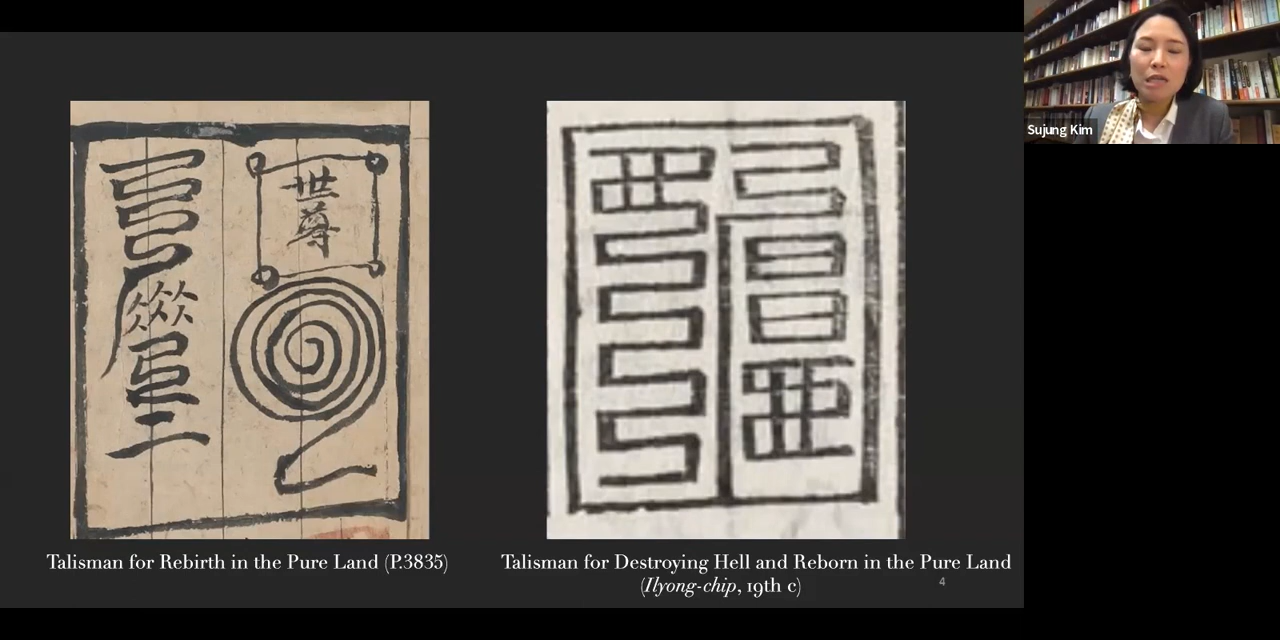 世
尊
Talisman for Rebirth in the Pure Land (P.3835)
Talisman for Destroying Hell and Reborn in the Pure Land
(Ilyong-chip, 19th c)
4
Sujung Kim